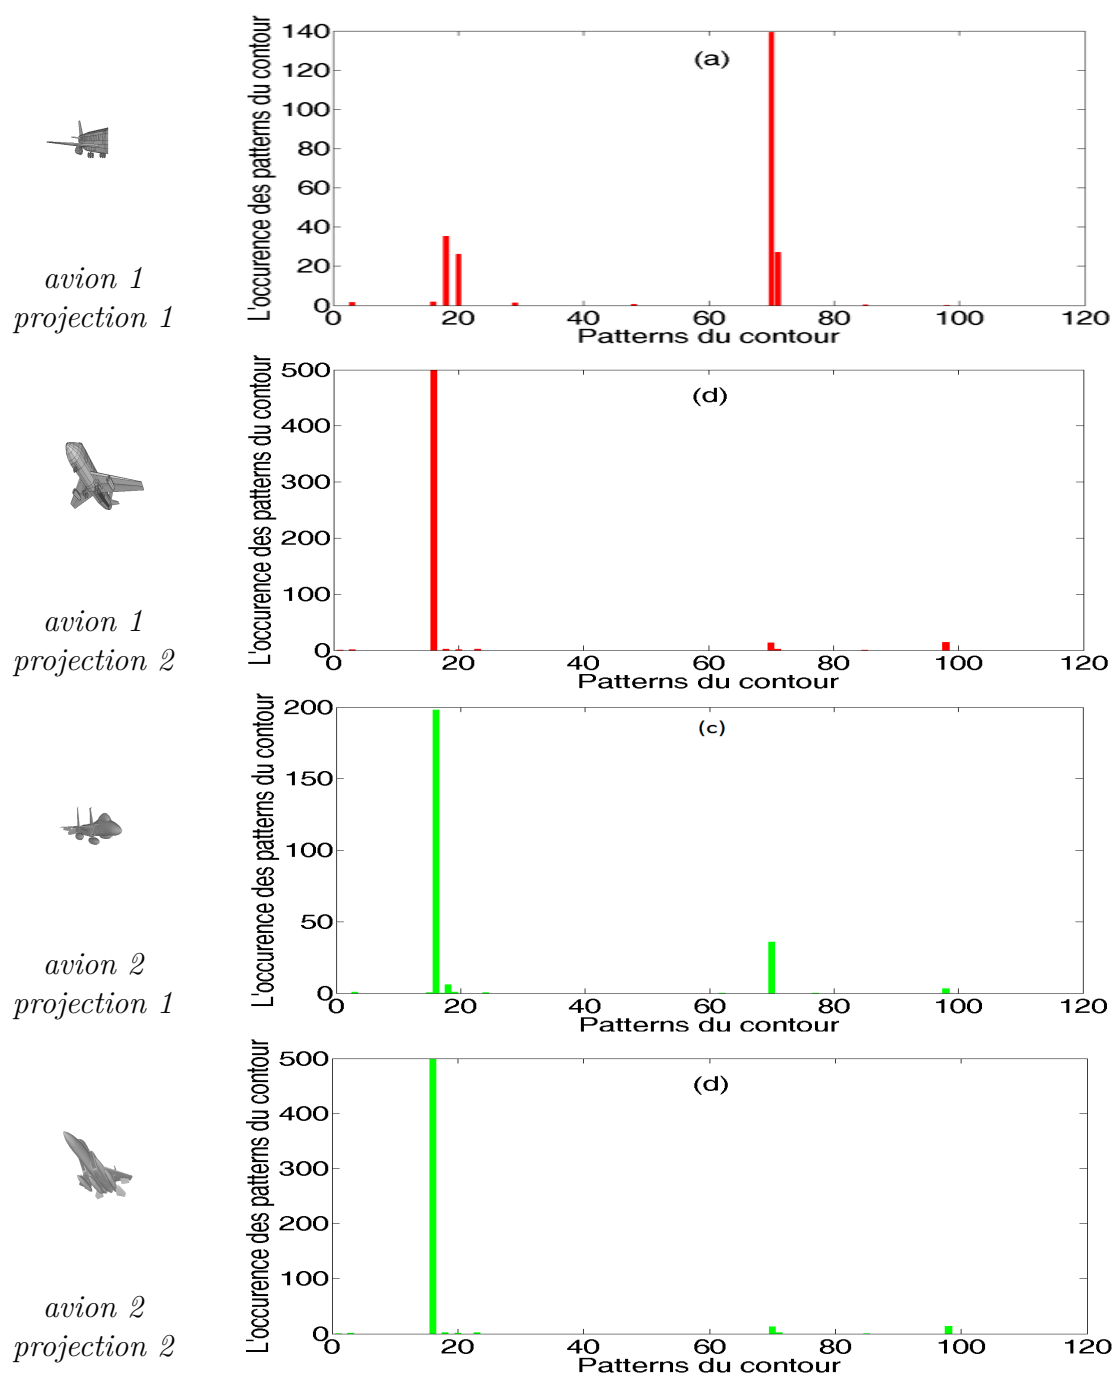 L'occurence des patterns du contour
140
120
100
80
60
40
20
0
(a)
0 20 40 60 80 100 120
Patterns du contour
avion 1
projection 1
L'occurence des patterns du contour
500
400
300
200
100
0
(d)
0 20 40 60 80 100 120
Patterns du contour
avion 1
projection 2
L'occurence des patterns du contour
200
150
100
50
0
(c)
0 20 40 60 80 100 120
Patterns du contour
avion 2
projection 1
L'occurence des patterns du contour
500
400
300
200
100
0
(d)
0 20 40 60 80 100 120
Patterns du contour
avion 2
projection 2